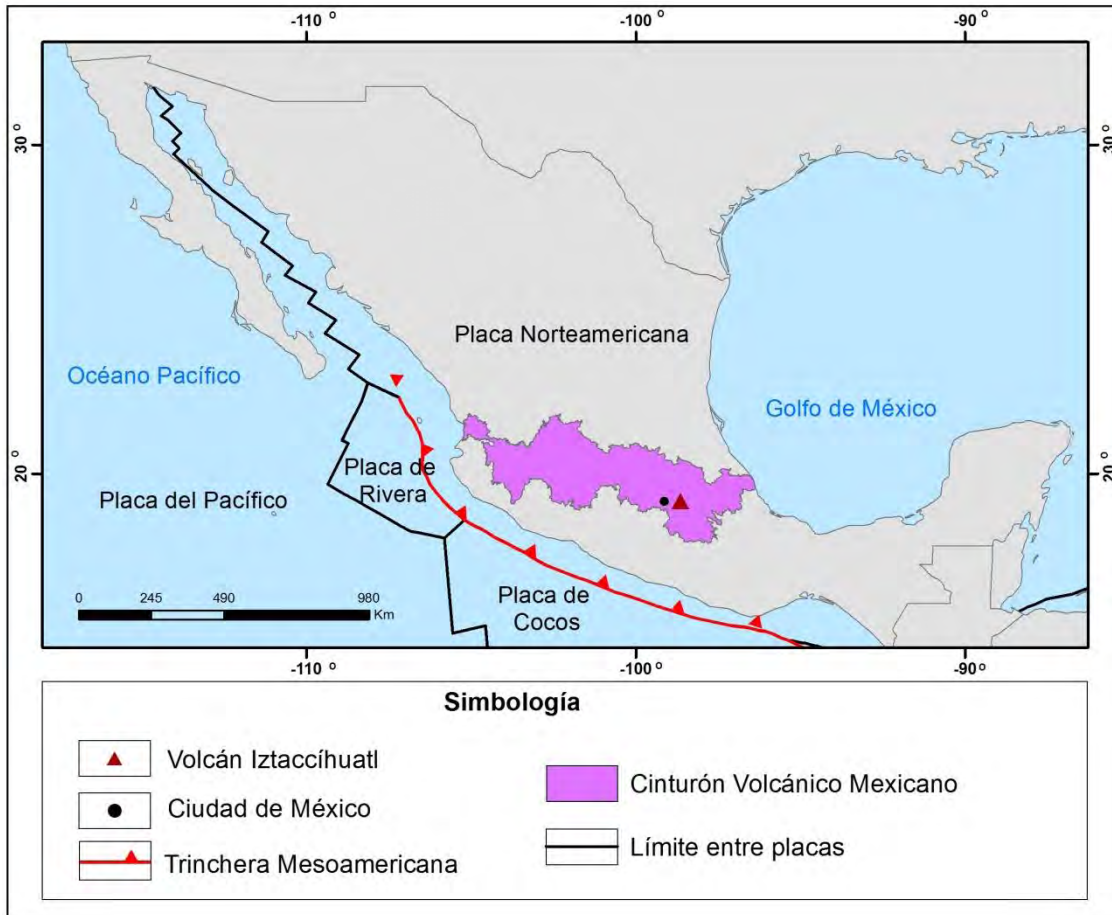 -110 °
-100 °
-90 °
30 °
30 °
Placa Norteamericana
Océano Pacífico
Golfo de México
20 °
20 °
Placa de
Rivera
Placa del Pacífico
Placa de
Cocos
0 245 490 980
Km
-110 °
-100 °
-90 °
Simbología
Volcán Iztaccíhuatl
Ciudad de México
Trinchera Mesoamericana
Cinturón Volcánico Mexicano
Límite entre placas